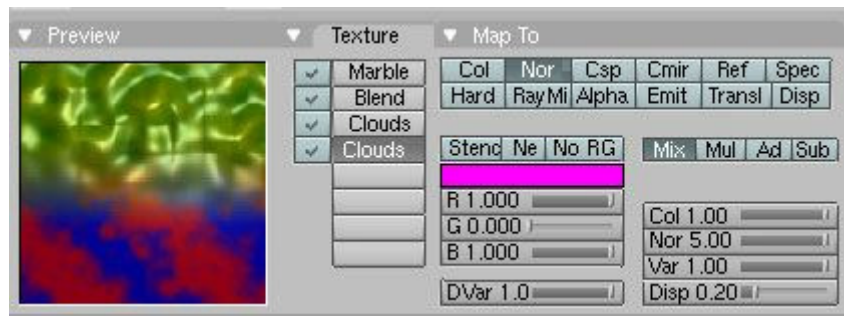 Preview
Texture
Map To
Marble
Blend
Clouds
Clouds
Col Nor Csp Cmir Ref Spec
Hard RayMi Alpha Emit Transl Disp
Stenc Ne No RG
Mix Mul Ad Sub
R 1.000
G 0.000
B 1.000
DVar 1.0
Col 1.00
Nor 5.00
Var 1.00
Disp 0.20